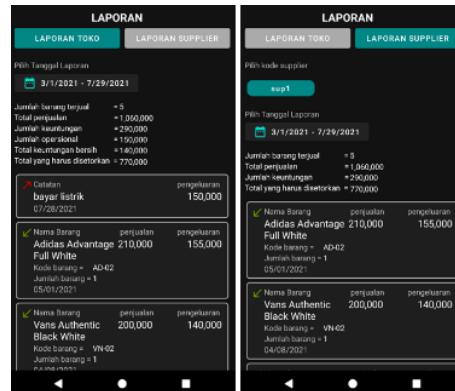 LAPORAN
LAPORAN TOKO
LAPORAN SUPPLIER
Pilih Tanggal Laporan
3/1/2021 - 7/29/2021
Jumlah barang terjual = 5
Total penjualan = 1,060,000
Jumlah keuntungan = 290,000
Jumlah opersional = 150,000
Total keuntungan bersih = 140,000
Total yang harus disetorkan = 770,000
Catatan pengeluaran
bayar listrik 150,000
07/28/2021
Nama Barang penjualan pengeluaran
Adidas Advantage 210,000 155,000
Full White
Kode barang = AD-02
Jumlah barang = 1
05/01/2021
Nama Barang penjualan pengeluaran
Vans Authentic 200,000 140,000
Black White
Kode barang = VN-02
Jumlah barang = 1
04/08/2021
LAPORAN
LAPORAN TOKO
LAPORAN SUPPLIER
Pilih kode supplier
sup1
Pilih Tanggal Laporan
3/1/2021 - 7/29/2021
Jumlah barang terjual = 5
Total penjualan = 1,060,000
Jumlah keuntungan = 290,000
Total yang harus disetorkan = 770,000
Nama Barang penjualan pengeluaran
Adidas Advantage 210,000 155,000
Full White
Kode barang = AD-02
Jumlah barang = 1
05/01/2021
Nama Barang penjualan pengeluaran
Vans Authentic 200,000 140,000
Black White
Kode barang = VN-02
Jumlah barang = 1
04/08/2021